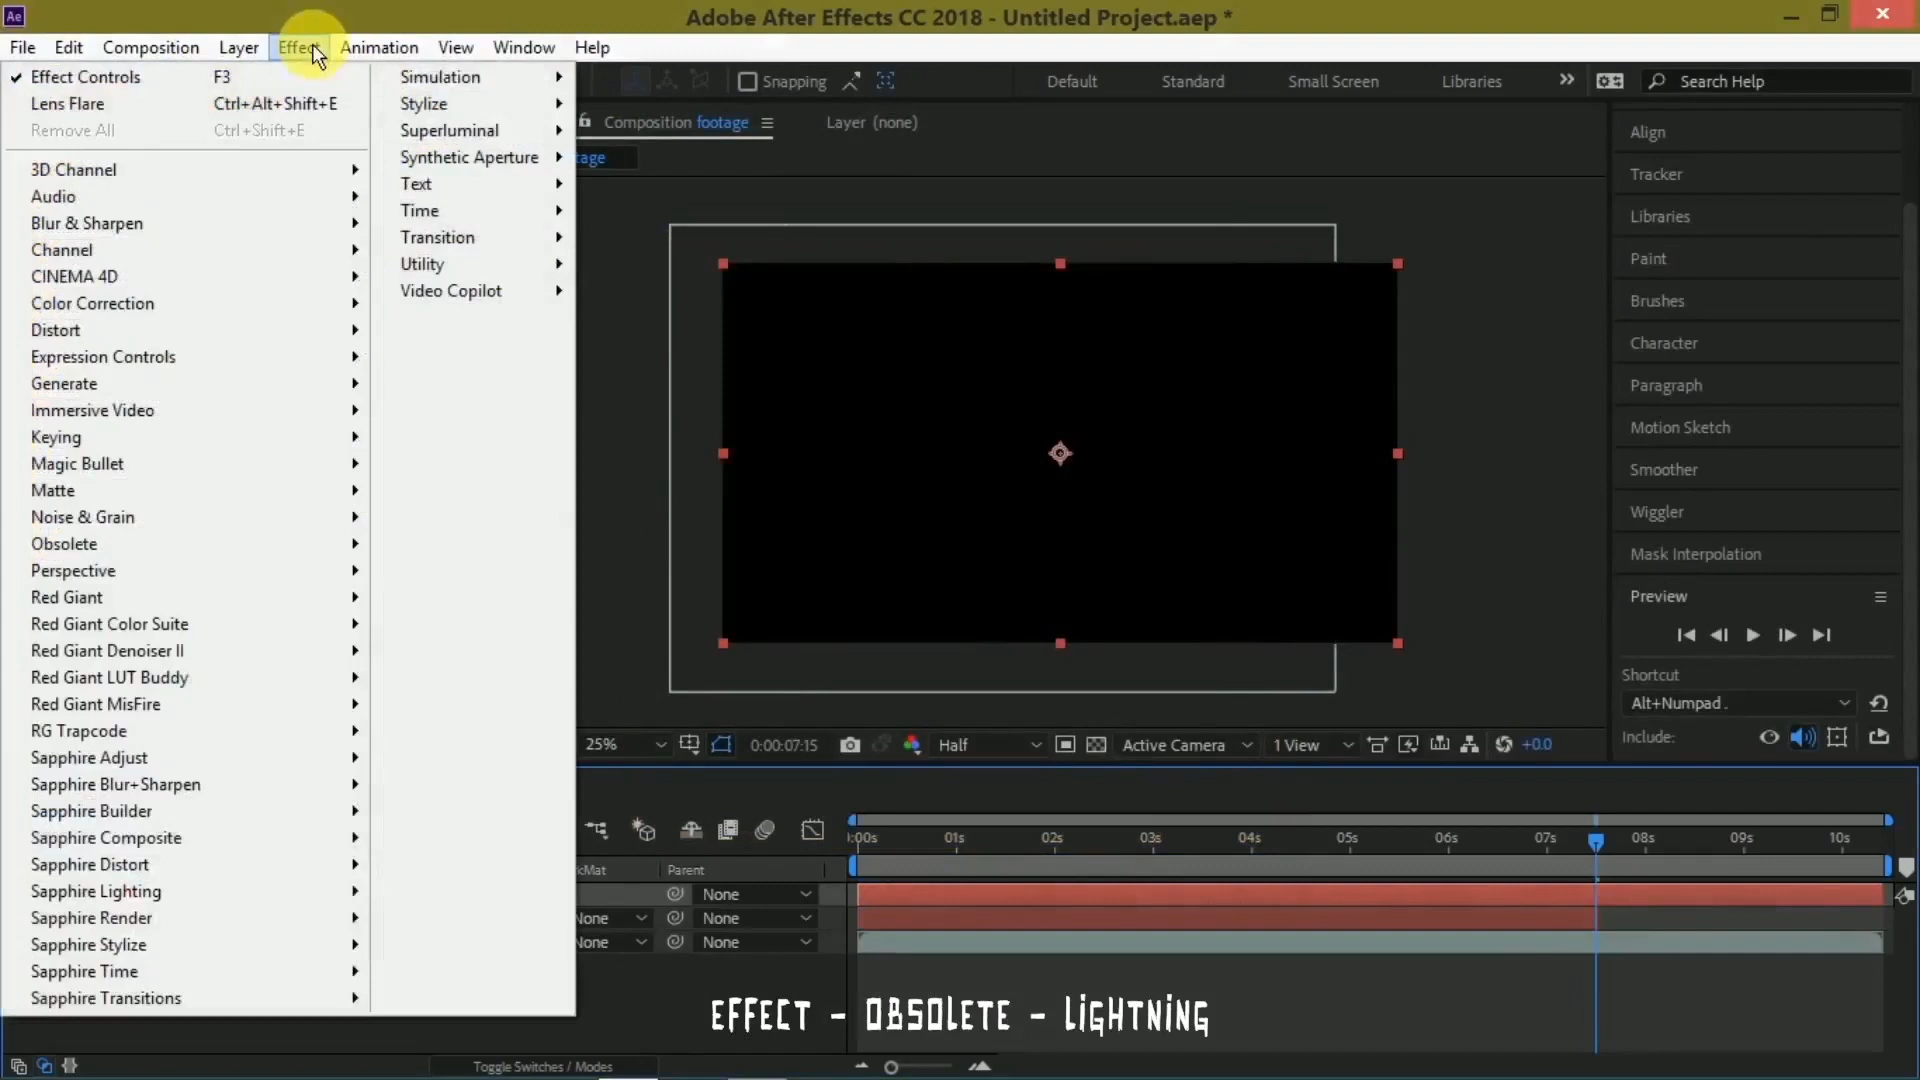 Ae
Adobe After Effects CC 2018 - Untitled Project.aep *
File Edit Composition Layer Effect Animation View Window Help
Effect Controls F3
Lens Flare Ctrl+Alt+Shift+E
Remove All Ctrl+Shift+E
3D Channel
Audio
Blur & Sharpen
Channel
CINEMA 4D
Color Correction
Distort
Expression Controls
Generate
Immersive Video
Keying
Magic Bullet
Matte
Noise & Grain
Obsolete
Perspective
Red Giant
Red Giant Color Suite
Red Giant Denoiser II
Red Giant LUT Buddy
Red Giant MisFire
RG Trapcode
Sapphire Adjust
Sapphire Blur+Sharpen
Sapphire Builder
Sapphire Composite
Sapphire Distort
Sapphire Lighting
Sapphire Render
Sapphire Stylize
Sapphire Time
Sapphire Transitions
Simulation
Stylize
Superluminal
Synthetic Aperture
Text
Time
Transition
Utility
Video Copilot
Snapping Default Standard Small Screen Libraries » Search Help
Composition footage Layer (none)
tage
Align
Tracker
Libraries
Paint
Brushes
Character
Paragraph
Motion Sketch
Smoother
Wiggler
Mask Interpolation
Preview
Shortcut
Alt+Numpad .
Include:
25% 0:00:07:15 Half Active Camera 1 View +0.0
:00s 01s 02s 03s 04s 05s 06s 07s 08s 09s 10s
kMat Parent
None
None None
None None
EFFECT - OBSOLETE - LiGHTNiNG
Toggle Switches / Modes